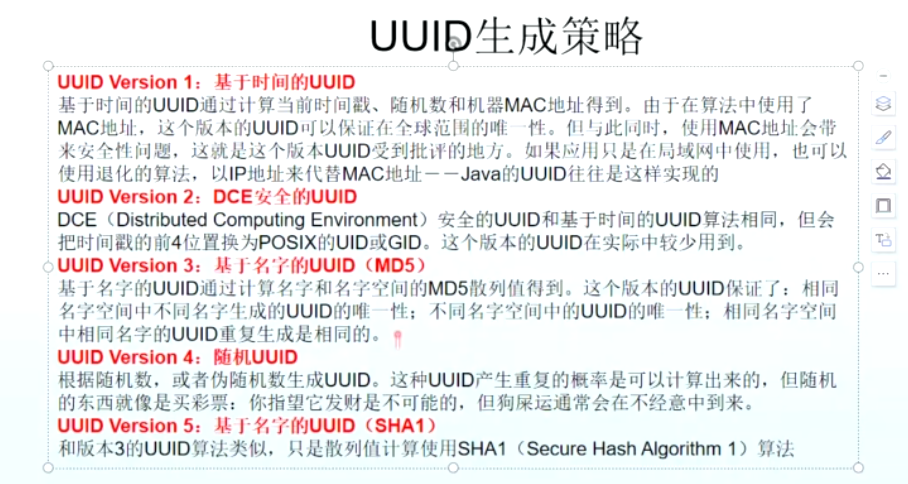 UUID生成策略
UUID Version 1：基于时间的UUID
基于时间的UUID通过计算当前时间戳、随机数和机器MAC地址得到。由于在算法中使用了
MAC地址，这个版本的UUID可以保证在全球范围的唯一性。但与此同时，使用MAC地址会带
来安全性问题，这就是这个版本UUID受到批评的地方。如果应用只是在局域网中使用，也可以
使用退化的算法，以IP地址来代替MAC地址－－Java的UUID往往是这样实现的
UUID Version 2：DCE安全的UUID
DCE（Distributed Computing Environment）安全的UUID和基于时间的UUID算法相同，但会
把时间戳的前4位置换为POSIX的UID或GID。这个版本的UUID在实际中较少用到。
UUID Version 3：基于名字的UUID（MD5）
基于名字的UUID通过计算名字和名字空间的MD5散列值得到。这个版本的UUID保证了：相同
名字空间中不同名字生成的UUID的唯一性；不同名字空间中的UUID的唯一性；相同名字空间
中相同名字的UUID重复生成是相同的。
UUID Version 4：随机UUID
根据随机数，或者伪随机数生成UUID。这种UUID产生重复的概率是可以计算出来的，但随机
的东西就像是买彩票：你指望它发财是不可能的，但狗屎运通常会在不经意中到来。
UUID Version 5：基于名字的UUID（SHA1）
和版本3的UUID算法类似，只是散列值计算使用SHA1（Secure Hash Algorithm 1）算法